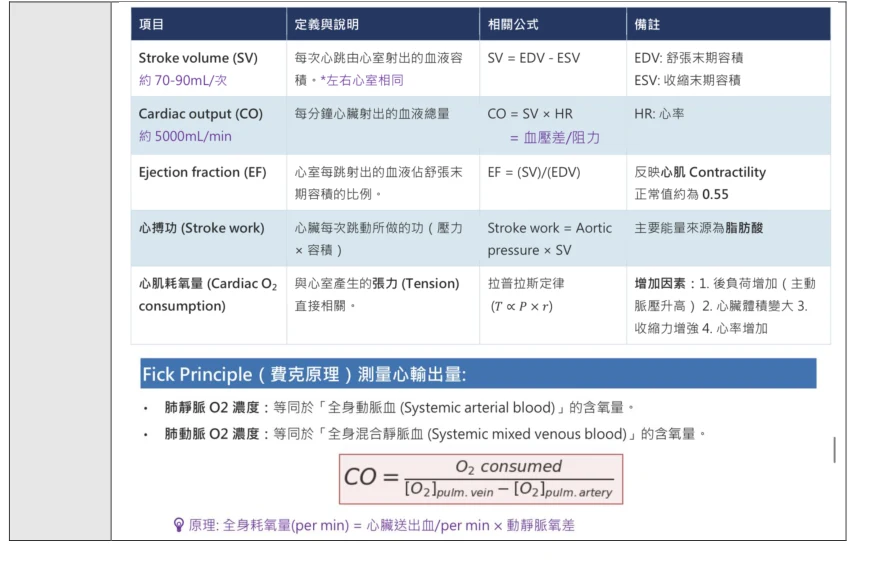 項目 定義與說明 相關公式 備註
Stroke volume (SV)
約 70-90mL/次
每次心跳由心室射出的血液容
積。*左右心室相同
SV = EDV - ESV
EDV: 舒張末期容積
ESV: 收縮末期容積
Cardiac output (CO)
約 5000mL/min
每分鐘心臟射出的血液總量
CO = SV × HR
= 血壓差/阻力
HR: 心率
Ejection fraction (EF)
心室每跳射出的血液佔舒張末
期容積的比例。
EF = (SV)/(EDV)
反映心肌 Contractility
正常值約為 0.55
心搏功 (Stroke work)
心臟每次跳動所做的功（壓力
× 容積）
Stroke work = Aortic
pressure × SV
主要能量來源為脂肪酸
心肌耗氧量 (Cardiac O₂
consumption)
與心室產生的張力 (Tension)
直接相關。
拉普拉斯定律
(T ∝ P × r)
增加因素：1. 後負荷增加（主動
脈壓升高）2. 心臟體積變大 3.
收縮力增強 4. 心率增加
Fick Principle（費克原理）測量心輸出量:
• 肺靜脈 O2 濃度：等同於「全身動脈血 (Systemic arterial blood)」的含氧量。
• 肺動脈 O2 濃度：等同於「全身混合靜脈血 (Systemic mixed venous blood)」的含氧量。
CO = O₂ consumed / [O₂]pulm. vein − [O₂]pulm. artery
原理: 全身耗氧量(per min) = 心臟送出血/per min × 動靜脈氧差